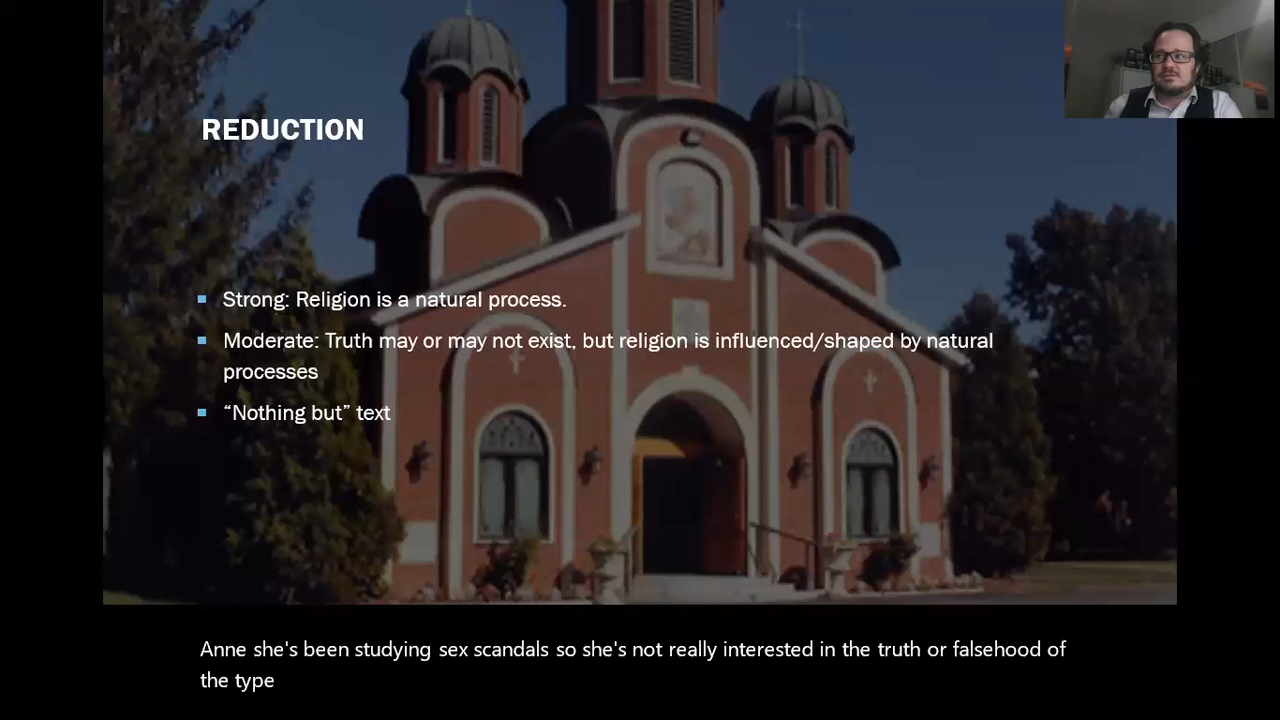 REDUCTION
Strong: Religion is a natural process.
Moderate: Truth may or may not exist, but religion is influenced/shaped by natural
processes
“Nothing but” text
Anne she's been studying sex scandals so she's not really interested in the truth or falsehood of
the type